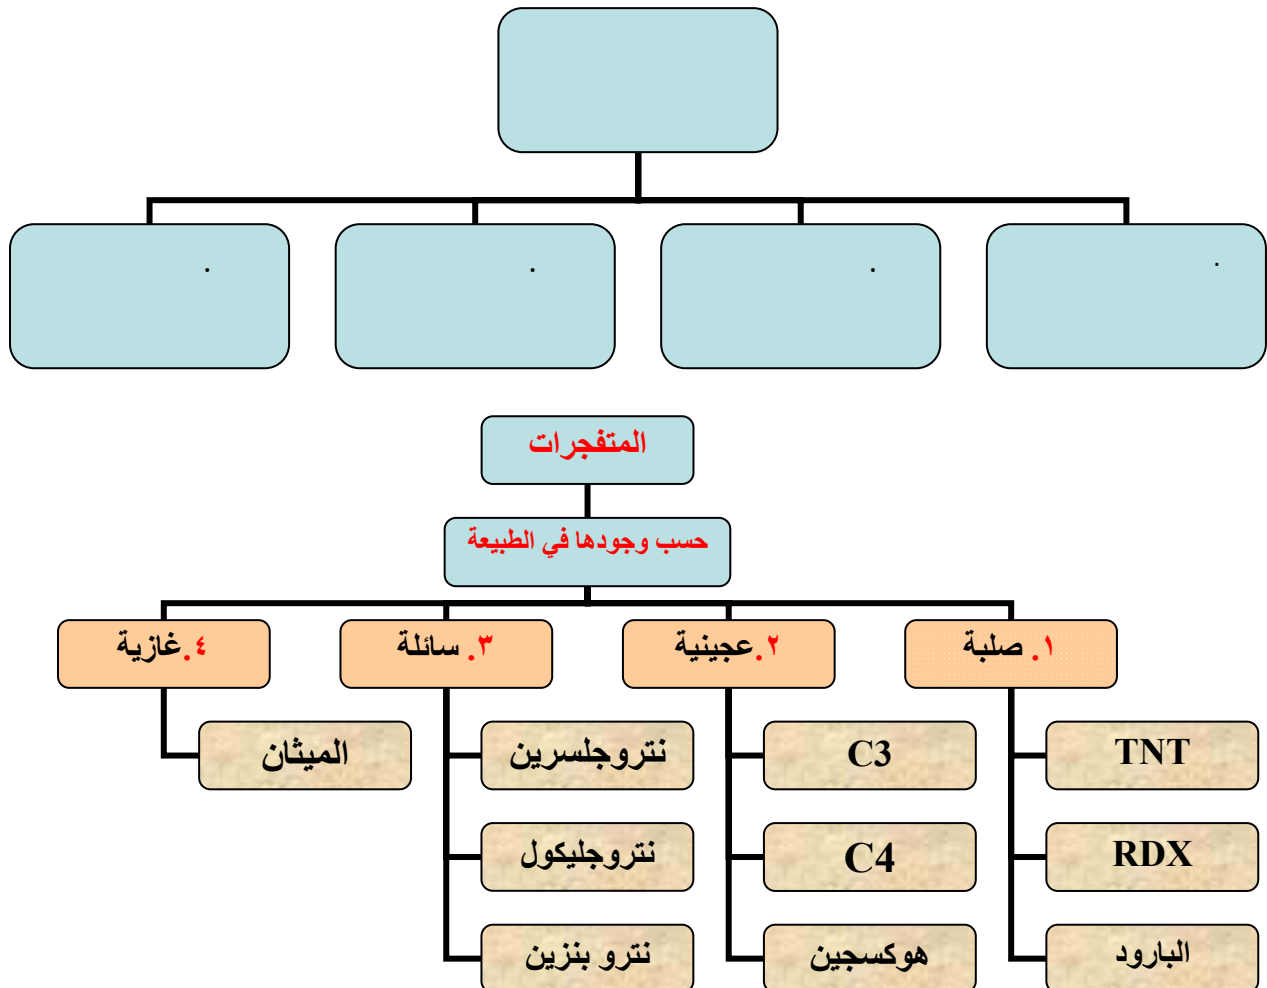 المتفجرات
حسب وجودها في الطبيعة
١. صلبة
٢.عجينية
٣. سائلة
٤.غازية
TNT
C3
نتروجلسرين
الميثان
RDX
C4
نتروجليكول
البارود
هوكسجين
نترو بنزين